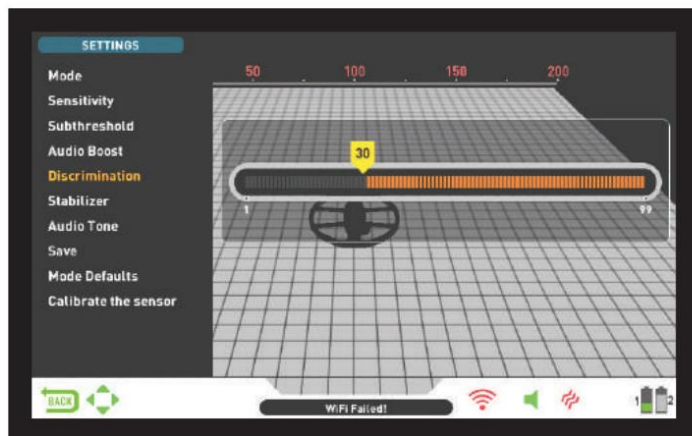 SETTINGS
Mode
Sensitivity
Subthreshold
Audio Boost
Discrimination
Stabilizer
Audio Tone
Save
Mode Defaults
Calibrate the sensor
50 100 150 200
30
1 99
BACK
WiFi Failed!
1 2